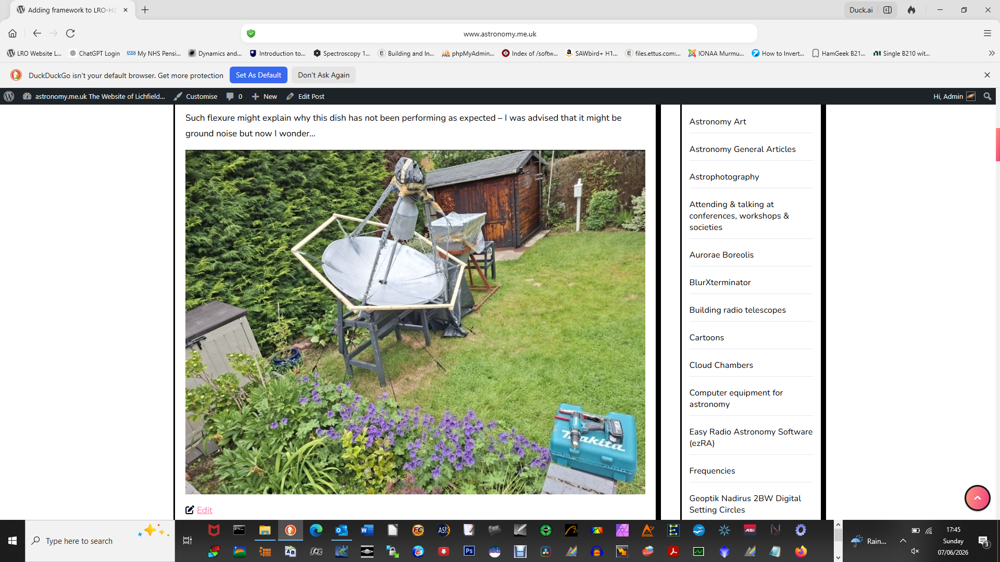 Adding framework to LRO-H2
Duck.ai
www.astronomy.me.uk
LRO Website L...
ChatGPT Login
My NHS Pensi...
Dynamics and...
Introduction to...
Spectroscopy 1...
Building and In...
phpMyAdmin...
Index of /softw...
SAWbird+ H1...
files.ettus.com:...
IONAA Murmu...
How to Invert...
HamGeek B21...
Single B210 wit...
DuckDuckGo isn't your default browser. Get more protection
Set As Default
Don't Ask Again
astronomy.me.uk The Website of Lichfield...
Customise
0
New
Edit Post
Hi, Admin
Such flexure might explain why this dish has not been performing as expected – I was advised that it might be
ground noise but now I wonder...
makita
Edit
Astronomy Art
Astronomy General Articles
Astrophotography
Attending & talking at
conferences, workshops &
societies
Aurorae Boreolis
BlurXterminator
Building radio telescopes
Cartoons
Cloud Chambers
Computer equipment for
astronomy
Easy Radio Astronomy Software
(ezRA)
Frequencies
Geoptik Nadirus 2BW Digital
Setting Circles
Type here to search
Rain...
17:45
Sunday
07/06/2026
3